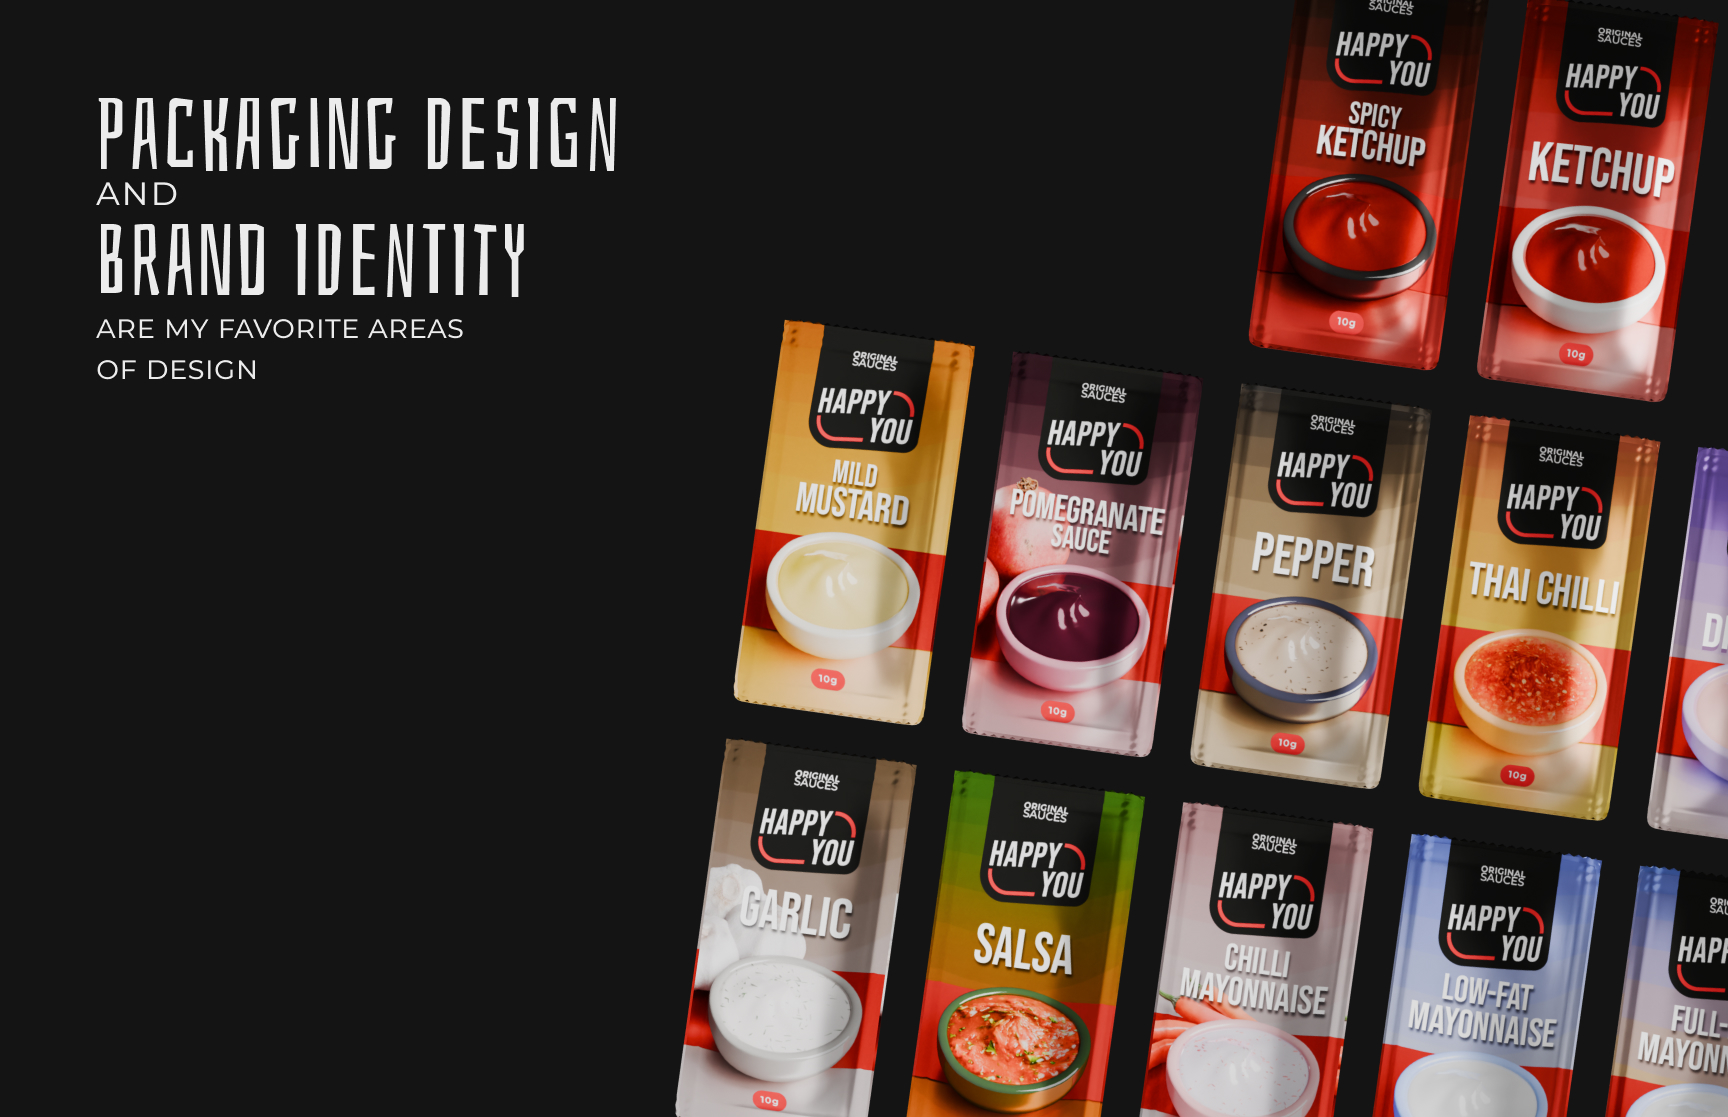 PACKAGING DESIGN
AND
BRAND IDENTITY
ARE MY FAVORITE AREAS
OF DESIGN
ORIGINAL
SAUCES
HAPPY
YOU
SPICY
KETCHUP
10g
ORIGINAL
SAUCES
HAPPY
YOU
KETCHUP
10g
ORIGINAL
SAUCES
HAPPY
YOU
MILD
MUSTARD
10g
ORIGINAL
SAUCES
HAPPY
YOU
POMEGRANATE
SAUCE
10g
ORIGINAL
SAUCES
HAPPY
YOU
PEPPER
10g
ORIGINAL
SAUCES
HAPPY
YOU
THAI CHILLI
10g
ORIGINAL
SAUCES
HAPPY
YOU
GARLIC
10g
ORIGINAL
SAUCES
HAPPY
YOU
SALSA
ORIGINAL
SAUCES
HAPPY
YOU
CHILLI
MAYONNAISE
ORIGINAL
SAUCES
HAPPY
YOU
LOW-FAT
MAYONNAISE
FULL-